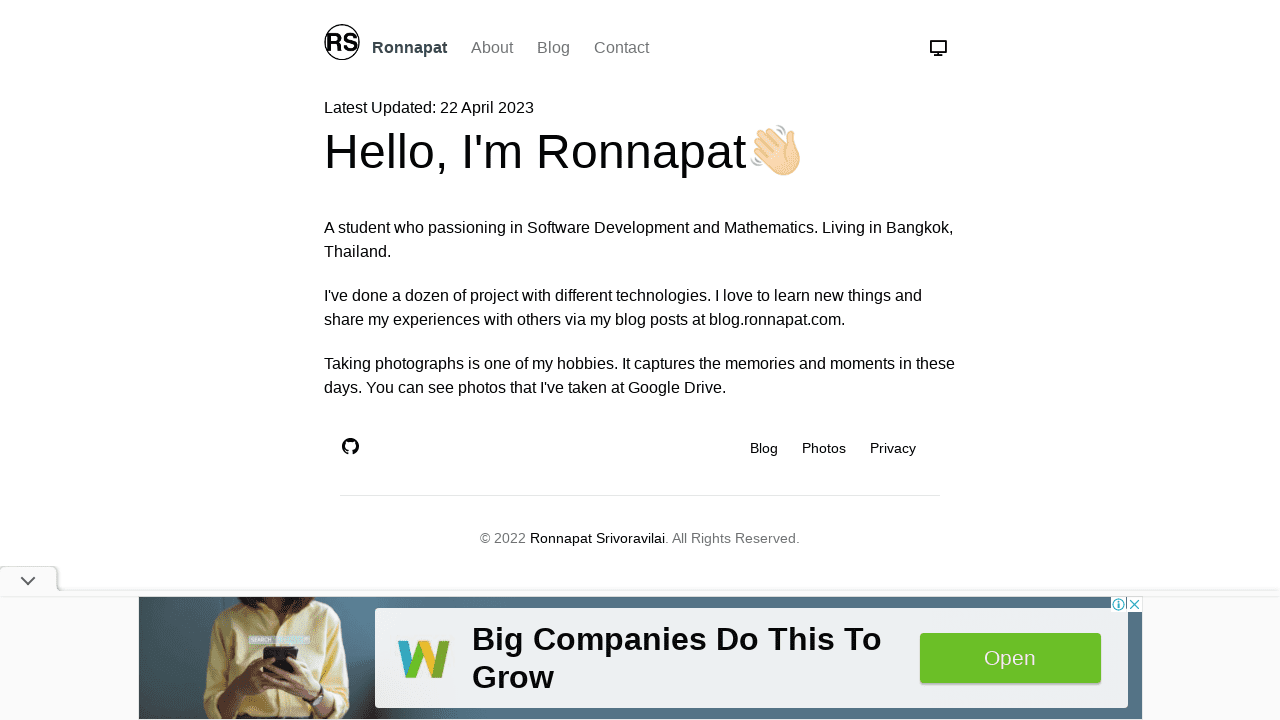 RS
Ronnapat About Blog Contact
Latest Updated: 22 April 2023
Hello, I'm Ronnapat👋🏻
A student who passioning in Software Development and Mathematics. Living in Bangkok,
Thailand.
I've done a dozen of project with different technologies. I love to learn new things and
share my experiences with others via my blog posts at blog.ronnapat.com.
Taking photographs is one of my hobbies. It captures the memories and moments in these
days. You can see photos that I've taken at Google Drive.
Blog Photos Privacy
© 2022 Ronnapat Srivoravilai. All Rights Reserved.
SEARCH
W
Big Companies Do This To
Grow
Open